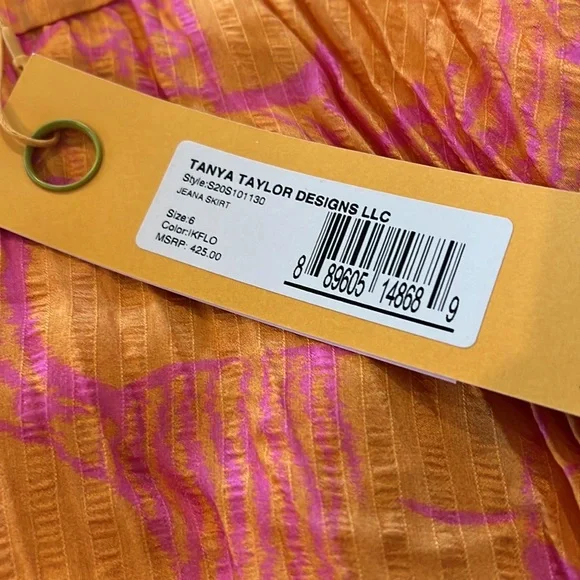 TANYA TAYLOR DESIGNS LLC
Style:S20S101130
JEANA SKIRT
Size:6
Color:IKFLO
MSRP: 425.00
8 89605 14868 9